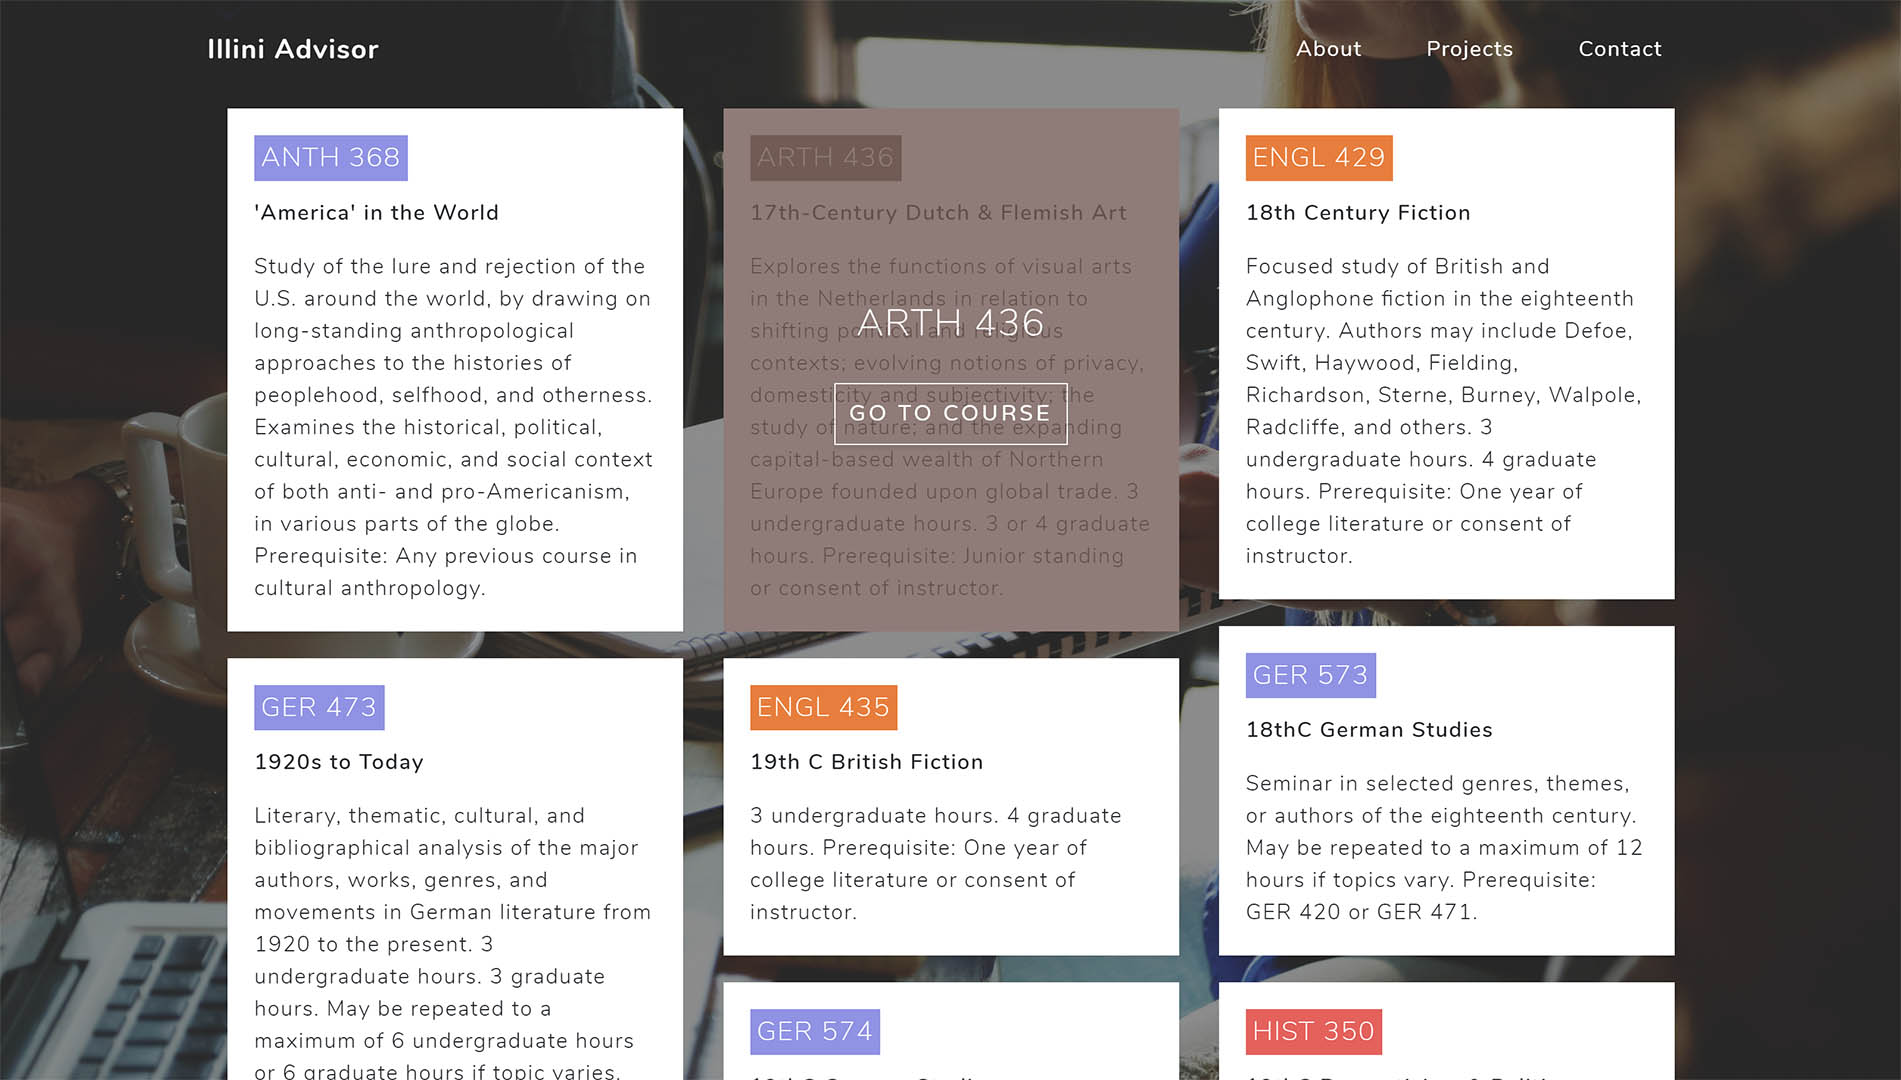 Illini Advisor
About
Projects
Contact
ANTH 368
'America' in the World
Study of the lure and rejection of the
U.S. around the world, by drawing on
long-standing anthropological
approaches to the histories of
peoplehood, selfhood, and otherness.
Examines the historical, political,
cultural, economic, and social context
of both anti- and pro-Americanism,
in various parts of the globe.
Prerequisite: Any previous course in
cultural anthropology.
GER 473
1920s to Today
Literary, thematic, cultural, and
bibliographical analysis of the major
authors, works, genres, and
movements in German literature from
1920 to the present. 3
undergraduate hours. 3 graduate
hours. May be repeated to a
maximum of 6 undergraduate hours
or 6 graduate hours if topic varies.
ARTH 436
17th-Century Dutch & Flemish Art
Explores the functions of visual arts
in the Netherlands in relation to
shifting political and religious
contexts; evolving notions of privacy,
domesticity and subjectivity; the
study of nature; and the expanding
capital-based wealth of Northern
Europe founded upon global trade. 3
undergraduate hours. 3 or 4 graduate
hours. Prerequisite: Junior standing
or consent of instructor.
ARTH 436
GO TO COURSE
ENGL 435
19th C British Fiction
3 undergraduate hours. 4 graduate
hours. Prerequisite: One year of
college literature or consent of
instructor.
GER 574
ENGL 429
18th Century Fiction
Focused study of British and
Anglophone fiction in the eighteenth
century. Authors may include Defoe,
Swift, Haywood, Fielding,
Richardson, Sterne, Burney, Walpole,
Radcliffe, and others. 3
undergraduate hours. 4 graduate
hours. Prerequisite: One year of
college literature or consent of
instructor.
GER 573
18thC German Studies
Seminar in selected genres, themes,
or authors of the eighteenth century.
May be repeated to a maximum of 12
hours if topics vary. Prerequisite:
GER 420 or GER 471.
HIST 350